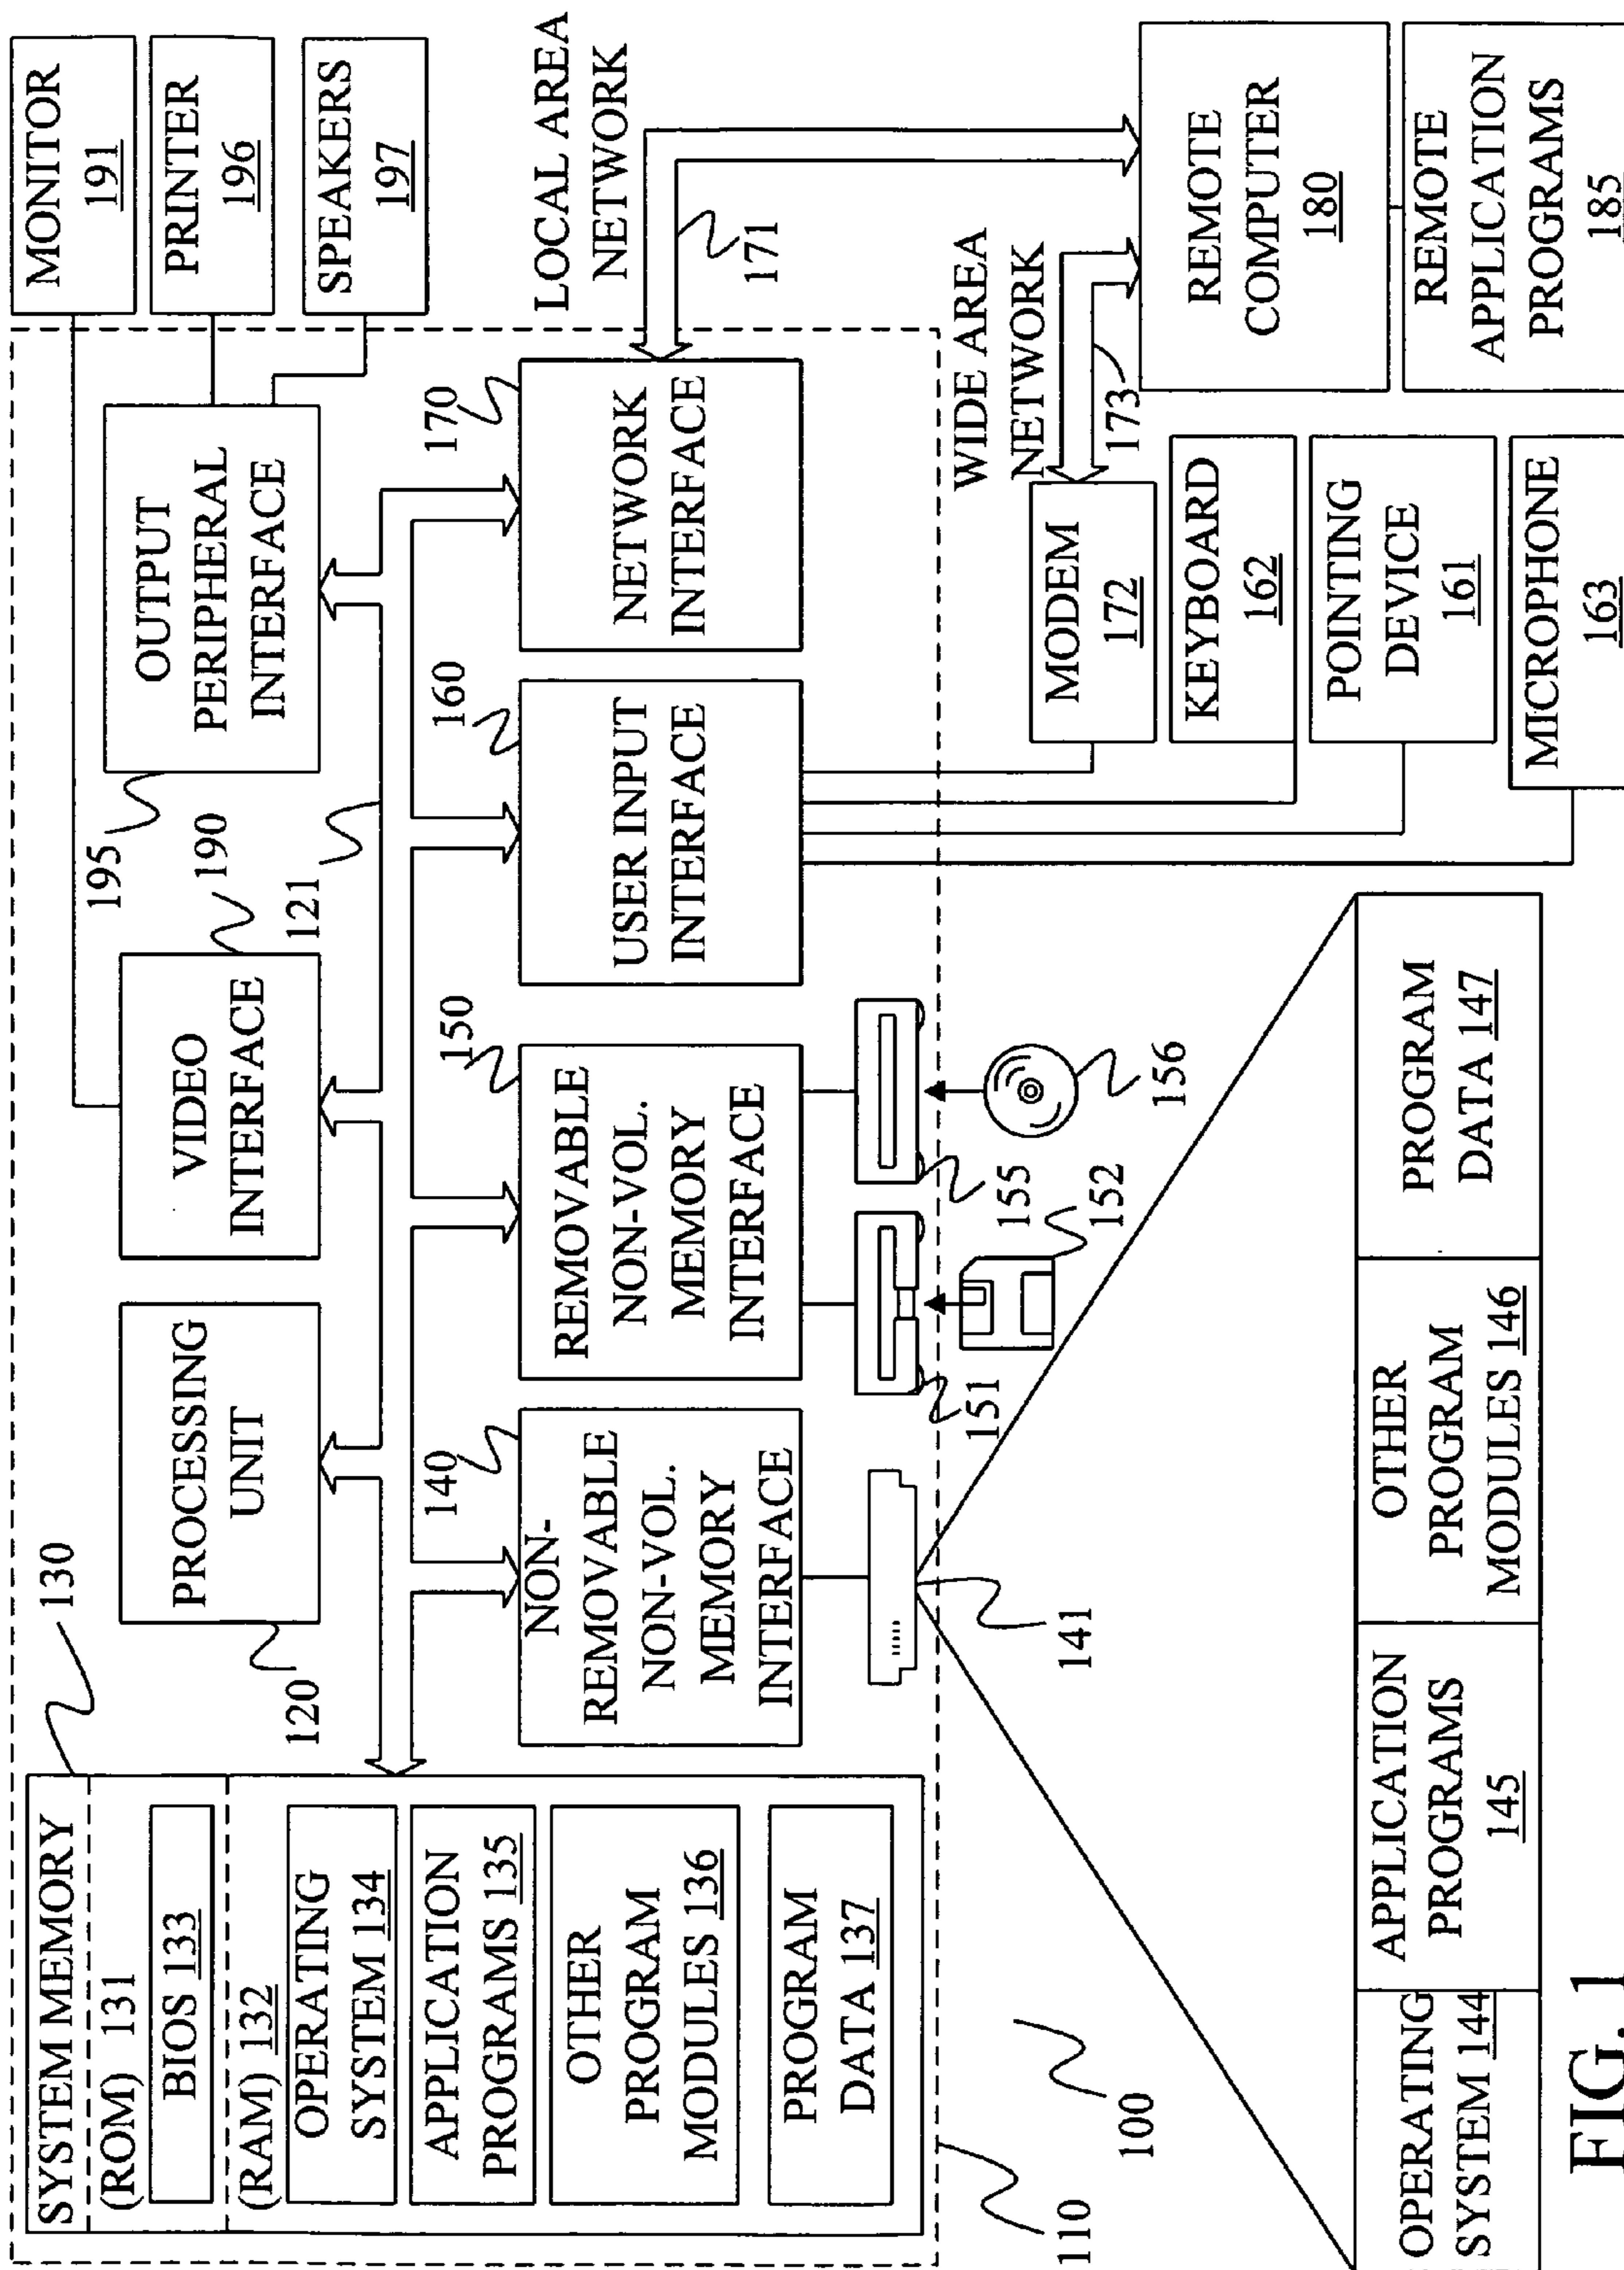 SYSTEM MEMORY
(ROM) 131
BIOS 133
(RAM) 132
OPERATING
SYSTEM 134
APPLICATION
PROGRAMS 135
OTHER
PROGRAM
MODULES 136
PROGRAM
DATA 137
130
120
PROCESSING
UNIT
VIDEO
INTERFACE
190
121
195
OUTPUT
PERIPHERAL
INTERFACE
MONITOR
191
PRINTER
196
SPEAKERS
197
140
NON-
REMOVABLE
NON-VOL.
MEMORY
INTERFACE
150
REMOVABLE
NON-VOL.
MEMORY
INTERFACE
160
USER INPUT
INTERFACE
170
NETWORK
INTERFACE
LOCAL AREA
NETWORK
171
WIDE AREA
NETWORK
173
141
151
152
155
156
MODEM
172
KEYBOARD
162
POINTING
DEVICE
161
MICROPHONE
163
REMOTE
COMPUTER
180
REMOTE
APPLICATION
PROGRAMS
185
110
100
OPERATING
SYSTEM 144
APPLICATION
PROGRAMS
145
OTHER
PROGRAM
MODULES 146
PROGRAM
DATA 147
FIG. 1